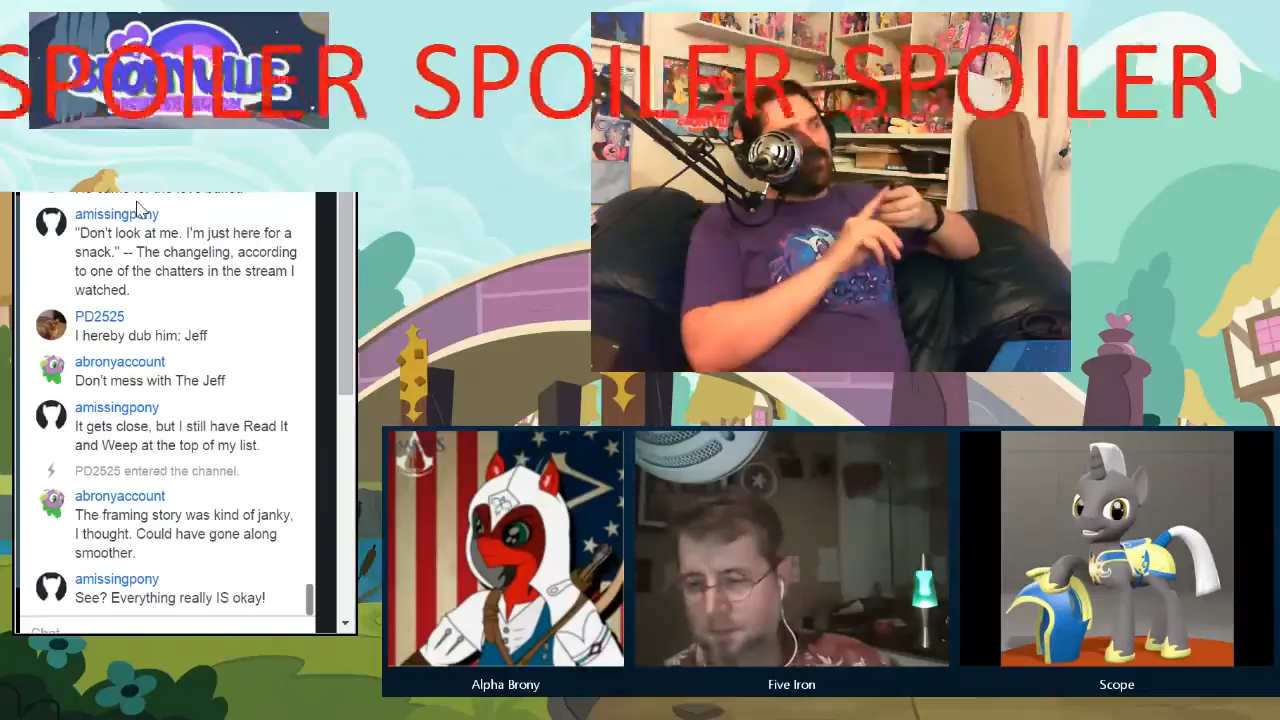 SPOILER SPOILER SPOILER
amissingpony
"Don't look at me. I'm just here for a
snack." -- The changeling, according
to one of the chatters in the stream I
watched.
PD2525
I hereby dub him: Jeff
abronyaccount
Don't mess with The Jeff
amissingpony
It gets close, but I still have Read It
and Weep at the top of my list.
PD2525 entered the channel.
abronyaccount
The framing story was kind of janky,
I thought. Could have gone along
smoother.
amissingpony
See? Everything really IS okay!
Chat
Alpha Brony
Five Iron
Scope